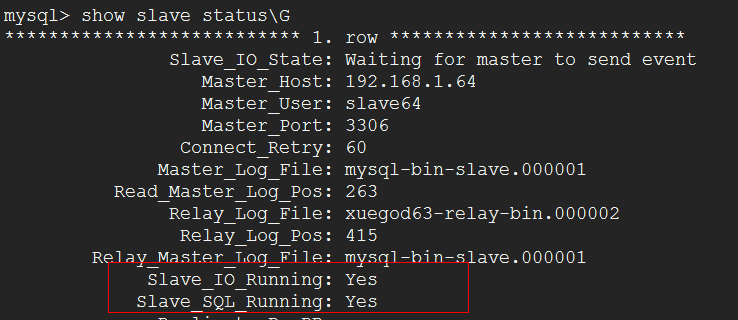 mysql> show slave status\G
*************************** 1. row ***************************
Slave_IO_State: Waiting for master to send event
Master_Host: 192.168.1.64
Master_User: slave64
Master_Port: 3306
Connect_Retry: 60
Master_Log_File: mysql-bin-slave.000001
Read_Master_Log_Pos: 263
Relay_Log_File: xuegod63-relay-bin.000002
Relay_Log_Pos: 415
Relay_Master_Log_File: mysql-bin-slave.000001
Slave_IO_Running: Yes
Slave_SQL_Running: Yes